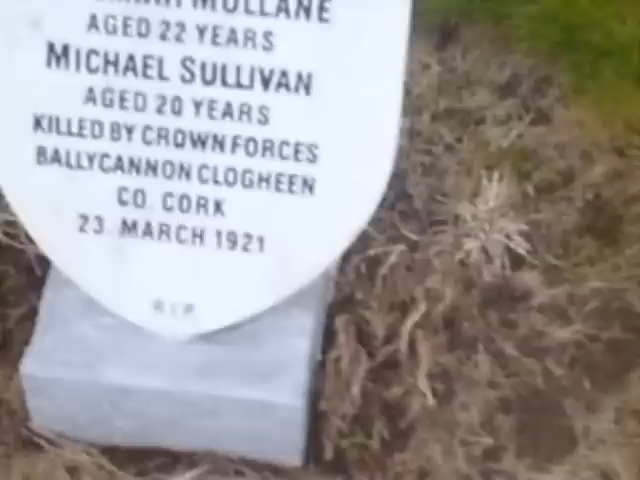 MULLANE
AGED 22 YEARS
MICHAEL SULLIVAN
AGED 20 YEARS
KILLED BY CROWN FORCES
BALLYCANNON CLOGHEEN
CO. CORK
23. MARCH 1921
R.I.P.